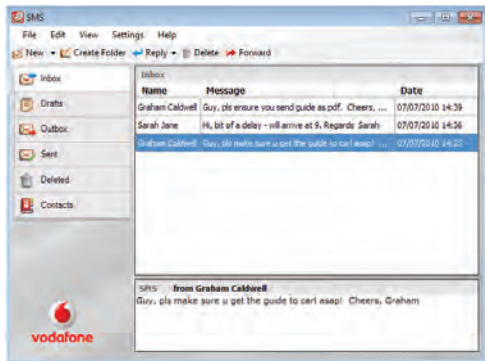 SMS
File Edit View Settings Help
New Create Folder Reply Delete Forward
Inbox
Drafts
Outbox
Sent
Deleted
Contacts
vodafone
Inbox
Name Message Date
Graham Caldwell Guy, pls ensure you send guide as pdf. Cheers, ... 07/07/2010 14:39
Sarah Jane Hi, bit of a delay - will arrive at 9. Regards Sarah 07/07/2010 14:36
Graham Caldwell Guy, pls make sure u get the guide to carl asap! ... 07/07/2010
SMS from Graham Caldwell
Guy, pls make sure u get the guide to carl asap! Cheers, Graham